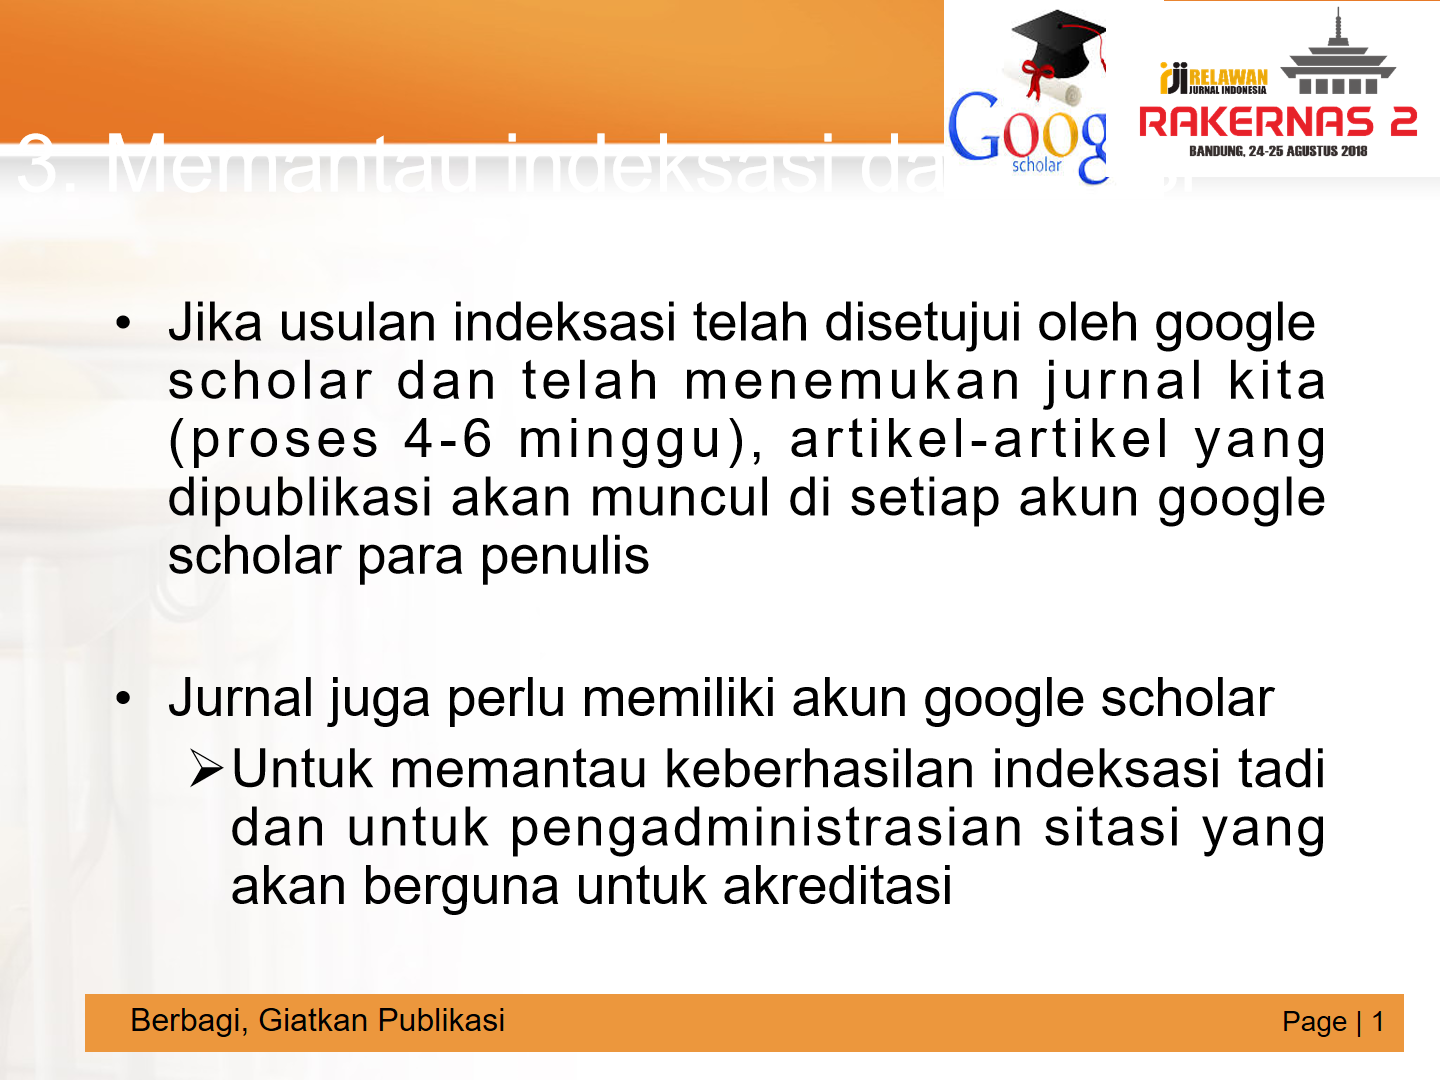 RELAWAN
JURNAL INDONESIA
RAKERNAS 2
BANDUNG, 24-25 AGUSTUS 2018
Goog
scholar
3. Memantau indeksasi
• Jika usulan indeksasi telah disetujui oleh google
scholar dan telah menemukan jurnal kita
(proses 4-6 minggu), artikel-artikel yang
dipublikasi akan muncul di setiap akun google
scholar para penulis
• Jurnal juga perlu memiliki akun google scholar
➢Untuk memantau keberhasilan indeksasi tadi
dan untuk pengadministrasian sitasi yang
akan berguna untuk akreditasi
Berbagi, Giatkan Publikasi
Page | 1